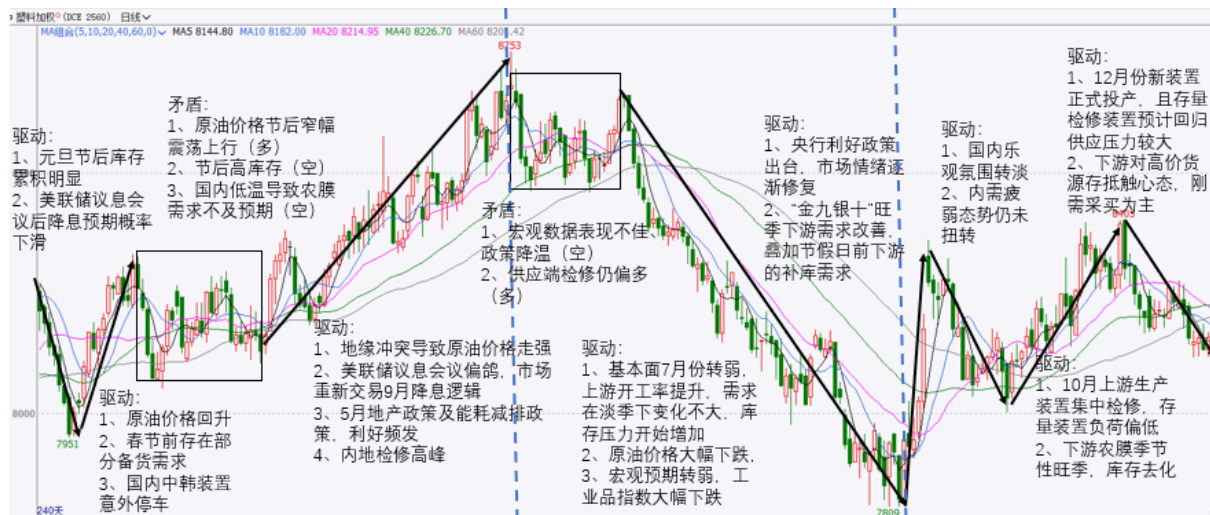 塑料加权 (DCE 2560) 日线
MA组合(5,10,20,40,60,0) MA5 8144.80 MA10 8182.00 MA20 8214.95 MA40 8226.70 MA60
8753
驱动:
1、元旦节后库存
累积明显
2、美联储议息会
议后降息预期概率
下滑
矛盾:
1、原油价格节后窄幅
震荡上行（多）
2、节后高库存（空）
3、国内低温导致农膜
需求不及预期（空）
驱动:
1、原油价格回升
2、春节前存在部
分备货需求
3、国内中韩装置
意外停车
驱动:
1、地缘冲突导致原油价格走强
2、美联储议息会议偏鸽，市场
重新交易9月降息逻辑
3、5月地产政策及能耗减排政
策，利好频发
4、内地检修高峰
矛盾:
1、宏观数据表现不佳、
政策降温（空）
2、供应端检修仍偏多
（多）
驱动:
1、基本面7月份转弱，
上游开工率提升，需求
在淡季下变化不大，库
存压力开始增加
2、原油价格大幅下跌，
3、宏观预期转弱，工
业品指数大幅下跌
驱动:
1、央行利好政策
出台，市场情绪逐
渐修复
2、“金九银十”旺
季下游需求改善，
叠加节假日前下游
的补库需求
驱动:
1、国内乐
观氛围转淡
2、内需疲
弱态势仍未
扭转
驱动:
1、10月上游生产
装置集中检修，存
量装置负荷偏低
2、下游农膜季节
性旺季，库存去化
驱动:
1、12月份新装置
正式投产，且存量
检修装置预计回归
供应压力较大
2、下游对高价货
源存抵触心态，刚
需采买为主
8000
7951
7809
240天